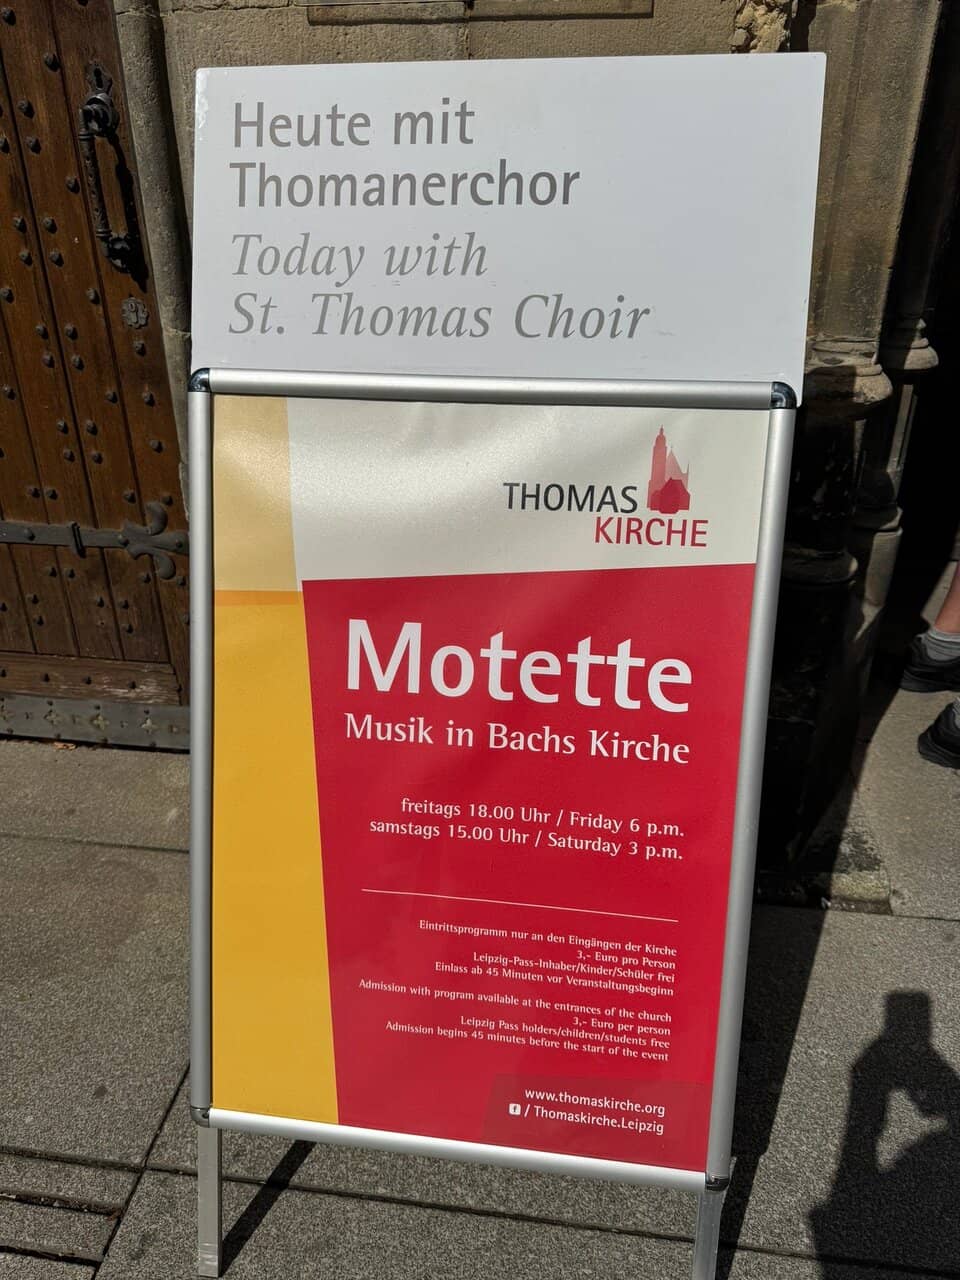 Heute mit
Thomanerchor
Today with
St. Thomas Choir
THOMAS
KIRCHE
Motette
Musik in Bachs Kirche
freitags 18.00 Uhr / Friday 6 p.m.
samstags 15.00 Uhr / Saturday 3 p.m.
Eintrittsprogramm nur an den Eingängen der Kirche
3,- Euro pro Person
Leipzig-Pass-Inhaber/Kinder/Schüler frei
Einlass ab 45 Minuten vor Veranstaltungsbeginn
Admission with program available at the entrances of the church
3,- Euro per person
Leipzig Pass holders/children/students free
Admission begins 45 minutes before the start of the event
www.thomaskirche.org
f / Thomaskirche.Leipzig